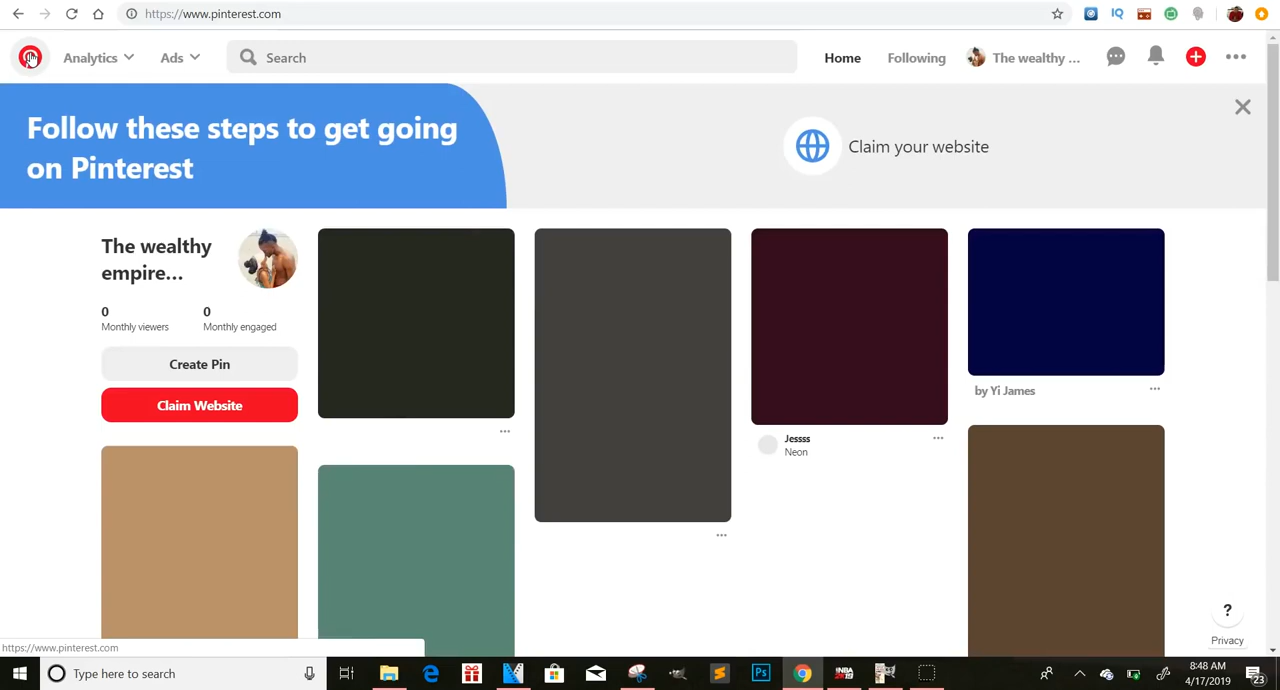 https://www.pinterest.com
Analytics
Ads
Search
Home
Following
The wealthy ...
Follow these steps to get going
on Pinterest
Claim your website
The wealthy
empire...
0
0
Monthly viewers
Monthly engaged
Create Pin
Claim Website
by Yi James
Jessss
Neon
?
Privacy
https://www.pinterest.com
Type here to search
8:48 AM
4/17/2019
23